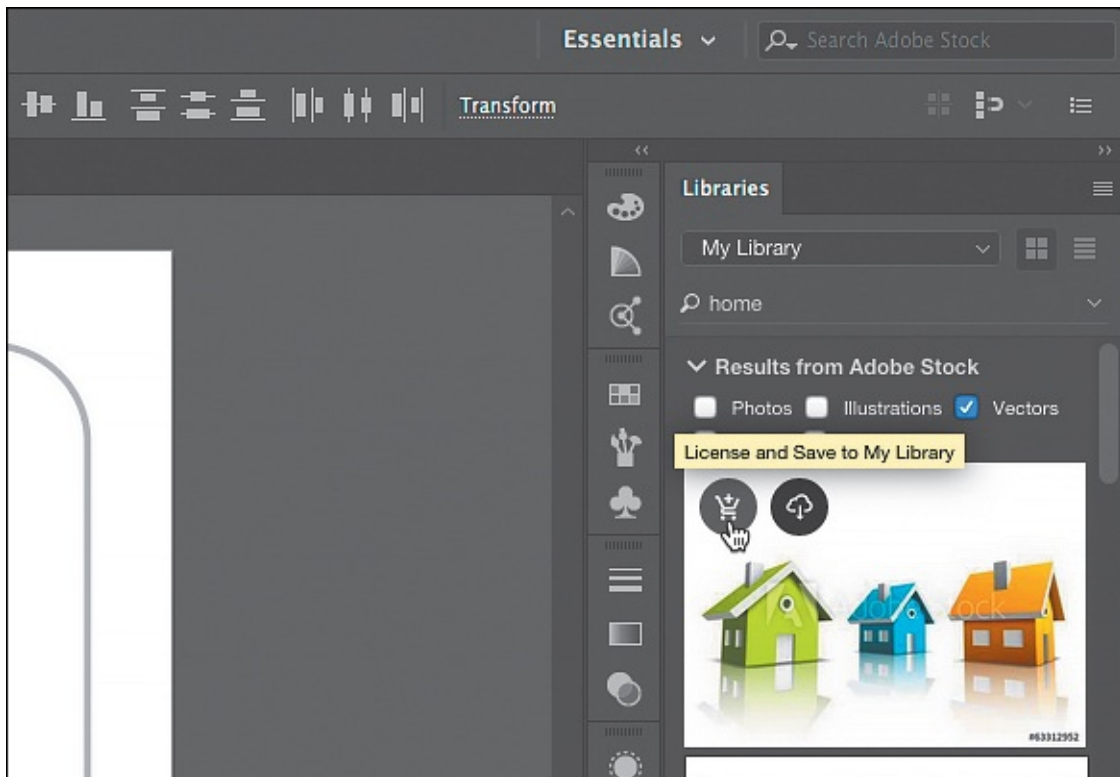 Essentials
Search Adobe Stock
Transform
Libraries
My Library
home
Results from Adobe Stock
Photos Illustrations Vectors
License and Save to My Library
Adobe Stock
#63312952